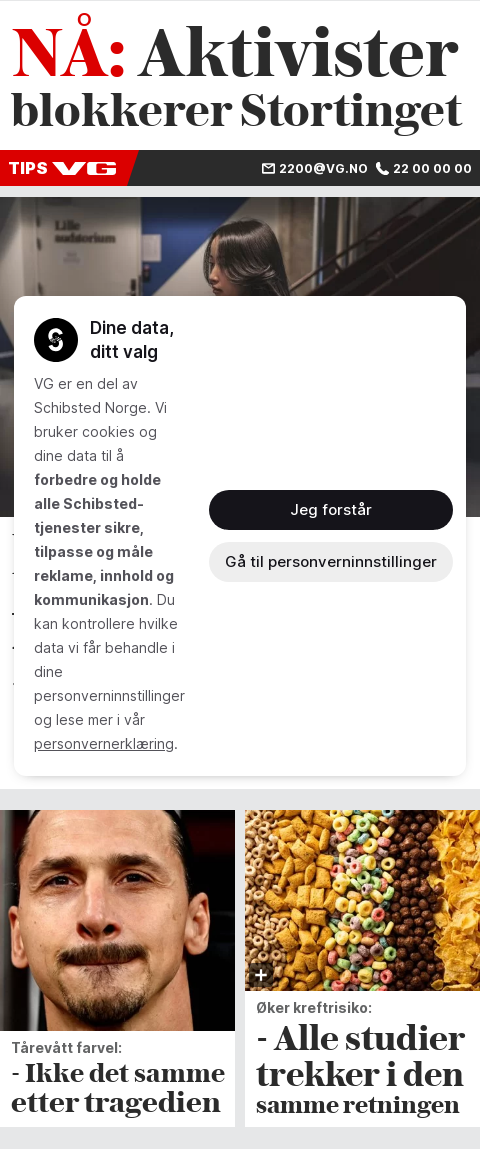 NÅ: Aktivister
blokkerer Stortinget
TIPS VG
2200@VG.NO 22 00 00 00
Lille
auditorium
Dine data,
ditt valg
VG er en del av
Schibsted Norge. Vi
bruker cookies og
dine data til å
forbedre og holde
alle Schibsted-
tjenester sikre,
tilpasse og måle
reklame, innhold og
kommunikasjon. Du
kan kontrollere hvilke
data vi får behandle i
dine
personverninnstillinger
og lese mer i vår
personvernerklæring.
Jeg forstår
Gå til personverninnstillinger
Tårevått farvel:
- Ikke det samme
etter tragedien
Øker kreftrisiko:
- Alle studier
trekker i den
samme retningen